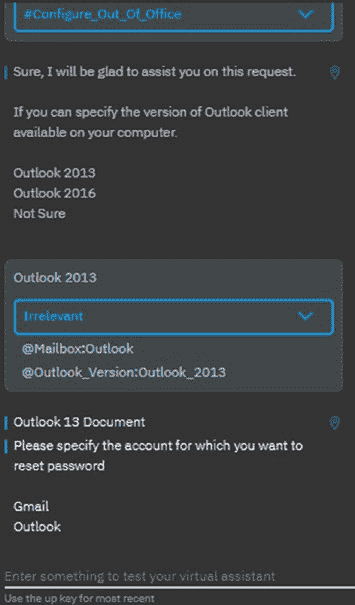 #Configure_Out_Of_Office
Sure, I will be glad to assist you on this request.
If you can specify the version of Outlook client
available on your computer.
Outlook 2013
Outlook 2016
Not Sure
Outlook 2013
Irrelevant
@Mailbox:Outlook
@Outlook_Version:Outlook_2013
Outlook 13 Document
Please specify the account for which you want to
reset password
Gmail
Outlook
Enter something to test your virtual assistant
Use the up key for most recent